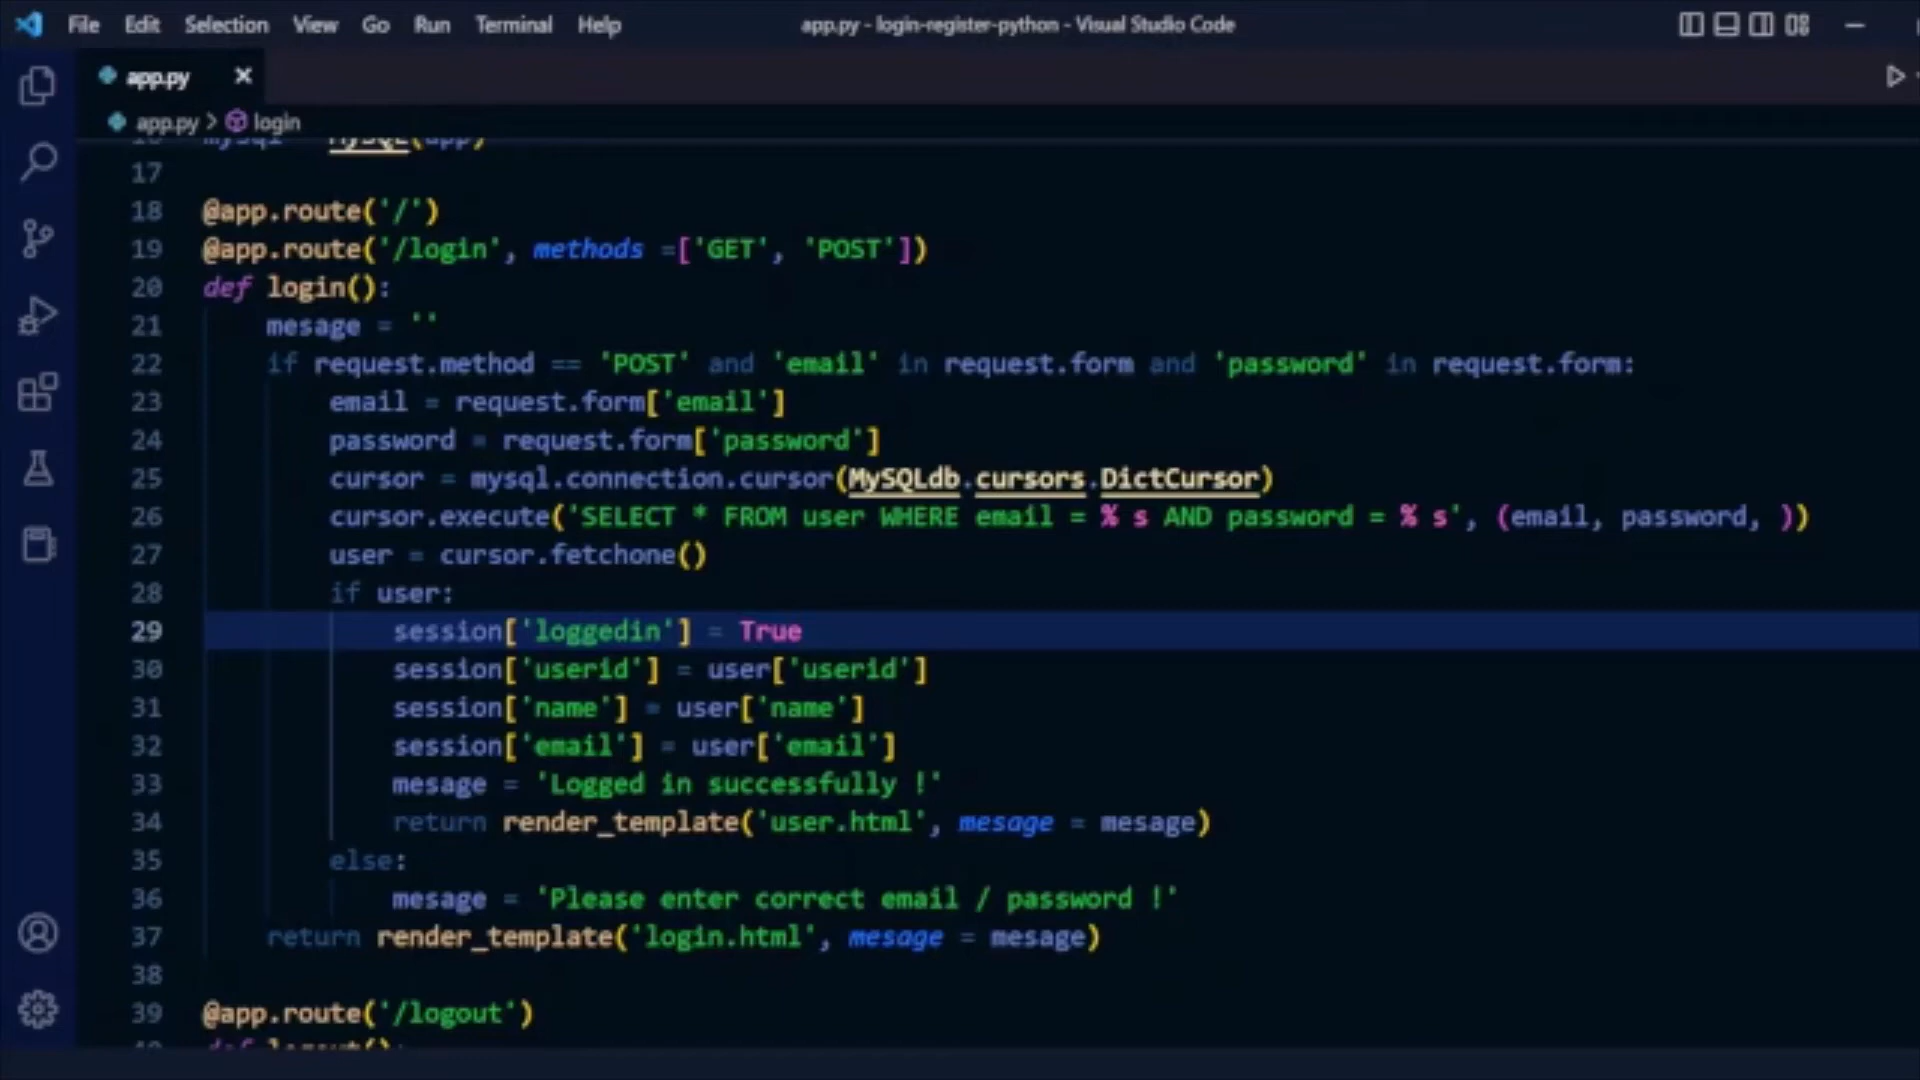 File Edit Selection View Go Run Terminal Help app.py - login-register-python - Visual Studio Code
app.py
app.py > login
16 mysql MySQL(app)
17
18 @app.route('/')
19 @app.route('/login', methods =['GET', 'POST'])
20 def login():
21 mesage = ''
22 if request.method == 'POST' and 'email' in request.form and 'password' in request.form:
23 email = request.form['email']
24 password = request.form['password']
25 cursor = mysql.connection.cursor(MySQLdb.cursors.DictCursor)
26 cursor.execute('SELECT * FROM user WHERE email = % s AND password = % s', (email, password, ))
27 user = cursor.fetchone()
28 if user:
29 session['loggedin'] = True
30 session['userid'] = user['userid']
31 session['name'] = user['name']
32 session['email'] = user['email']
33 mesage = 'Logged in successfully !'
34 return render_template('user.html', mesage = mesage)
35 else:
36 mesage = 'Please enter correct email / password !'
37 return render_template('login.html', mesage = mesage)
38
39 @app.route('/logout')
40 def logout():